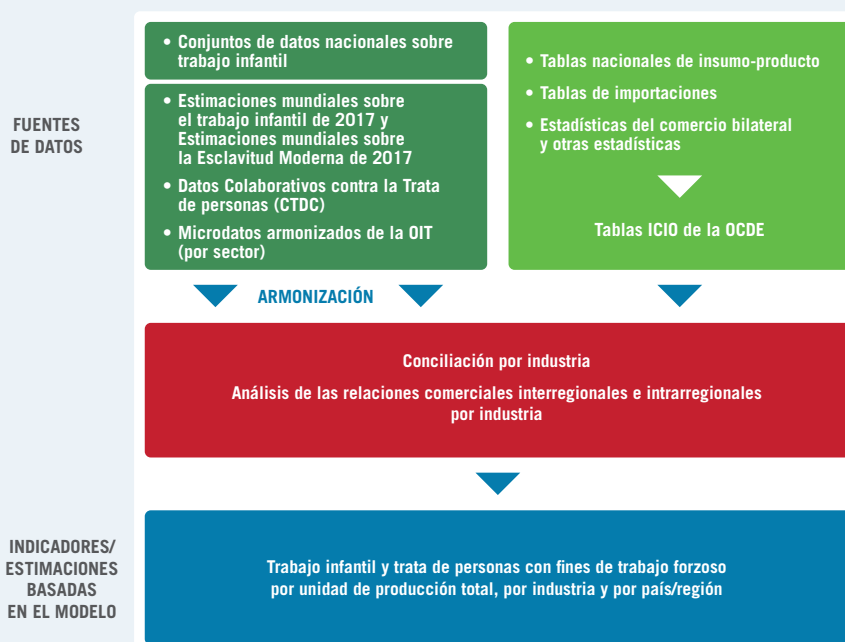 FUENTES
DE DATOS
• Conjuntos de datos nacionales sobre
trabajo infantil
• Estimaciones mundiales sobre
el trabajo infantil de 2017 y
Estimaciones mundiales sobre
la Esclavitud Moderna de 2017
• Datos Colaborativos contra la Trata
de personas (CTDC)
• Microdatos armonizados de la OIT
(por sector)
• Tablas nacionales de insumo-producto
• Tablas de importaciones
• Estadísticas del comercio bilateral
y otras estadísticas
Tablas ICIO de la OCDE
ARMONIZACIÓN
Conciliación por industria
Análisis de las relaciones comerciales interregionales e intrarregionales
por industria
INDICADORES/
ESTIMACIONES
BASADAS
EN EL MODELO
Trabajo infantil y trata de personas con fines de trabajo forzoso
por unidad de producción total, por industria y por país/región